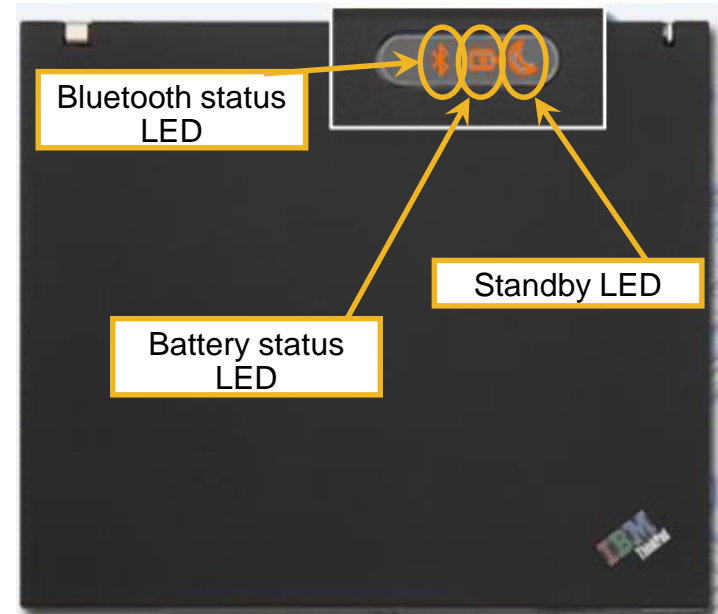 Bluetooth status
LED
Standby LED
Battery status
LED
IBM
ThinkPad